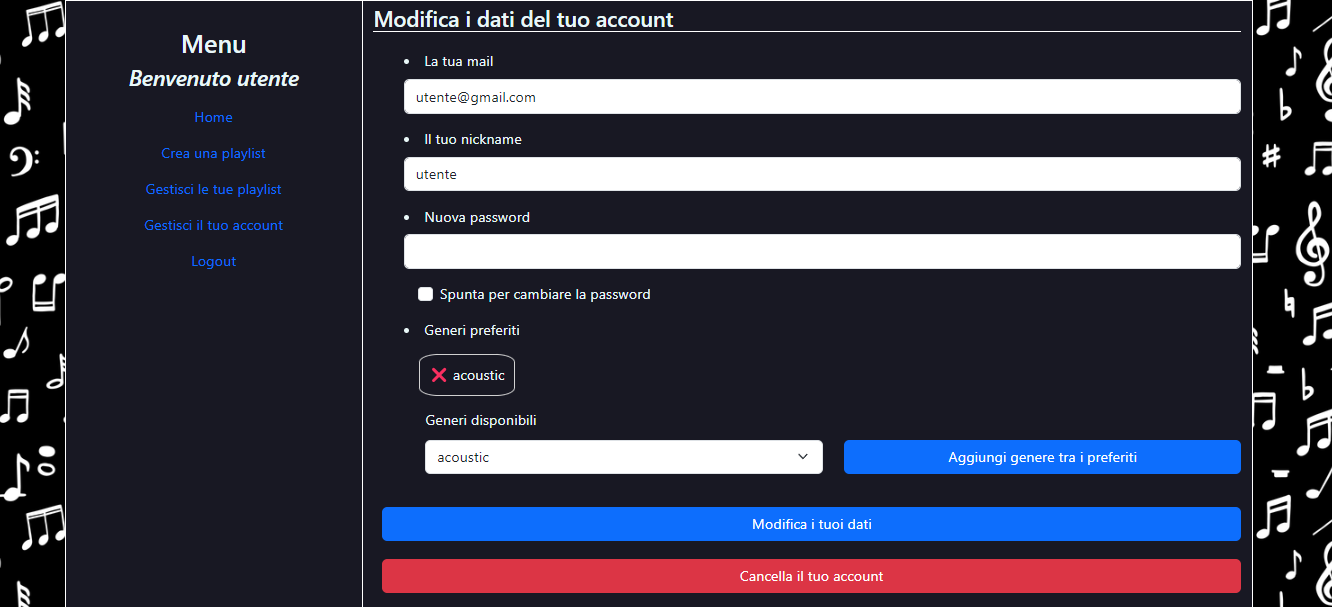 Menu
Benvenuto utente
Home
Crea una playlist
Gestisci le tue playlist
Gestisci il tuo account
Logout
Modifica i dati del tuo account
La tua mail
utente@gmail.com
Il tuo nickname
utente
Nuova password
Spunta per cambiare la password
Generi preferiti
acoustic
Generi disponibili
acoustic
Aggiungi genere tra i preferiti
Modifica i tuoi dati
Cancella il tuo account